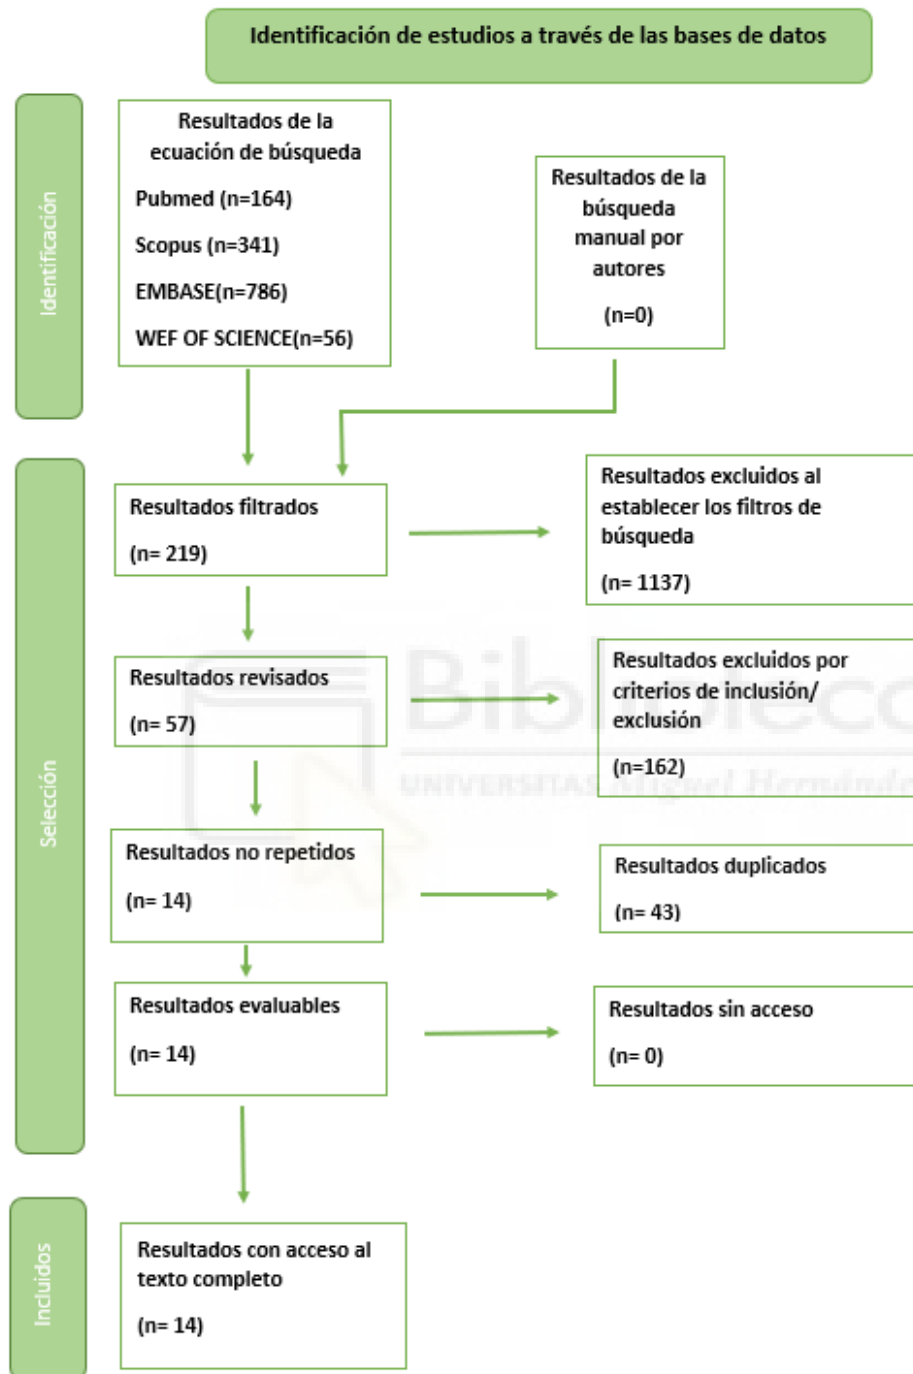 Identificación de estudios a través de las bases de datos
Identificación
Resultados de la
ecuación de búsqueda
Pubmed (n=164)
Scopus (n=341)
EMBASE(n=786)
WEF OF SCIENCE(n=56)
Resultados de la
búsqueda
manual por
autores
(n=0)
Selección
Resultados filtrados
(n= 219)
Resultados excluidos al
establecer los filtros de
búsqueda
(n= 1137)
Resultados revisados
(n= 57)
Resultados excluidos por
criterios de inclusión/
exclusión
(n=162)
Biblioteca
UNIVERSITAS Miguel Hernández
Resultados no repetidos
(n= 14)
Resultados duplicados
(n= 43)
Resultados evaluables
(n= 14)
Resultados sin acceso
(n= 0)
Incluidos
Resultados con acceso al
texto completo
(n= 14)